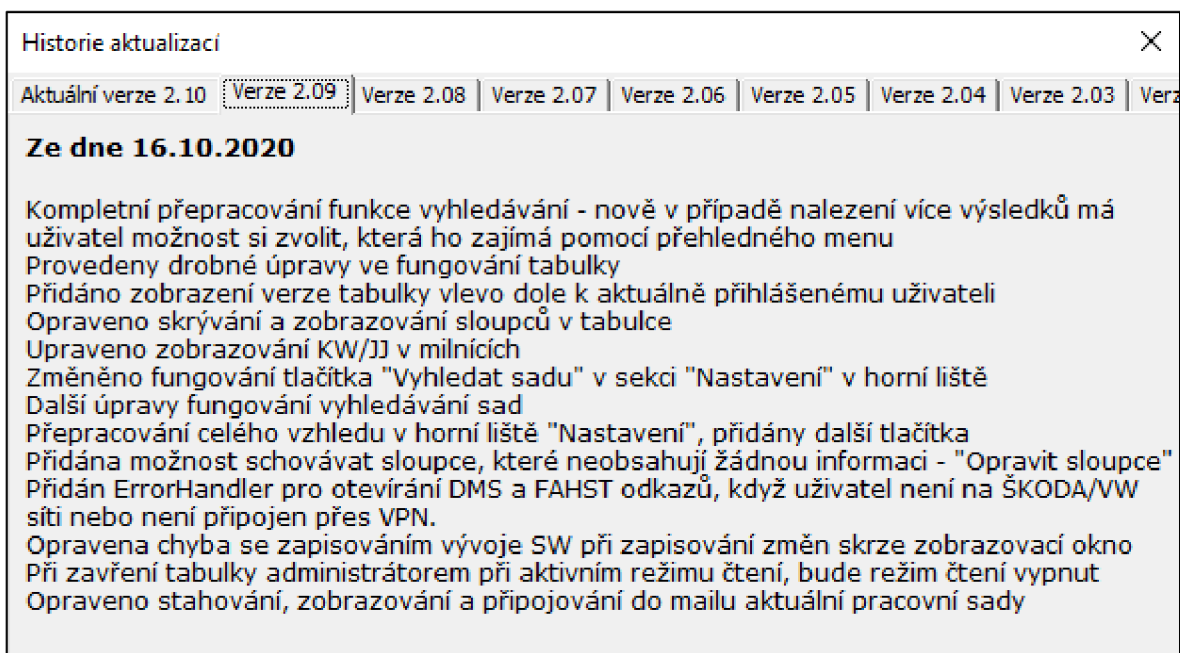 Historie aktualizací
Aktuální verze 2.10 Verze 2.09 Verze 2.08 Verze 2.07 Verze 2.06 Verze 2.05 Verze 2.04 Verze 2.03
Ze dne 16.10.2020
Kompletní přepracování funkce vyhledávání - nově v případě nalezení více výsledků má
uživatel možnost si zvolit, která ho zajímá pomocí přehledného menu
Provedeny drobné úpravy ve fungování tabulky
Přidáno zobrazení verze tabulky vlevo dole k aktuálně přihlášenému uživateli
Opraveno skrývání a zobrazování sloupců v tabulce
Upraveno zobrazování KW/JJ v milnících
Změněno fungování tlačítka "Vyhledat sadu" v sekci "Nastavení" v horní liště
Další úpravy fungování vyhledávání sad
Přepracování celého vzhledu v horní liště "Nastavení", přidány další tlačítka
Přidána možnost schovávat sloupce, které neobsahují žádnou informaci - "Opravit sloupce"
Přidán ErrorHandler pro otevírání DMS a FAHST odkazů, když uživatel není na ŠKODA/VW
síti nebo není připojen přes VPN.
Opravena chyba se zapisováním vývoje SW při zapisování změn skrze zobrazovací okno
Při zavření tabulky administrátorem při aktivním režimu čtení, bude režim čtení vypnut
Opraveno stahování, zobrazování a připojování do mailu aktuální pracovní sady